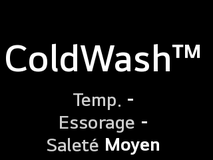 ColdWash™
Temp. -
Essorage -
Saleté Moyen